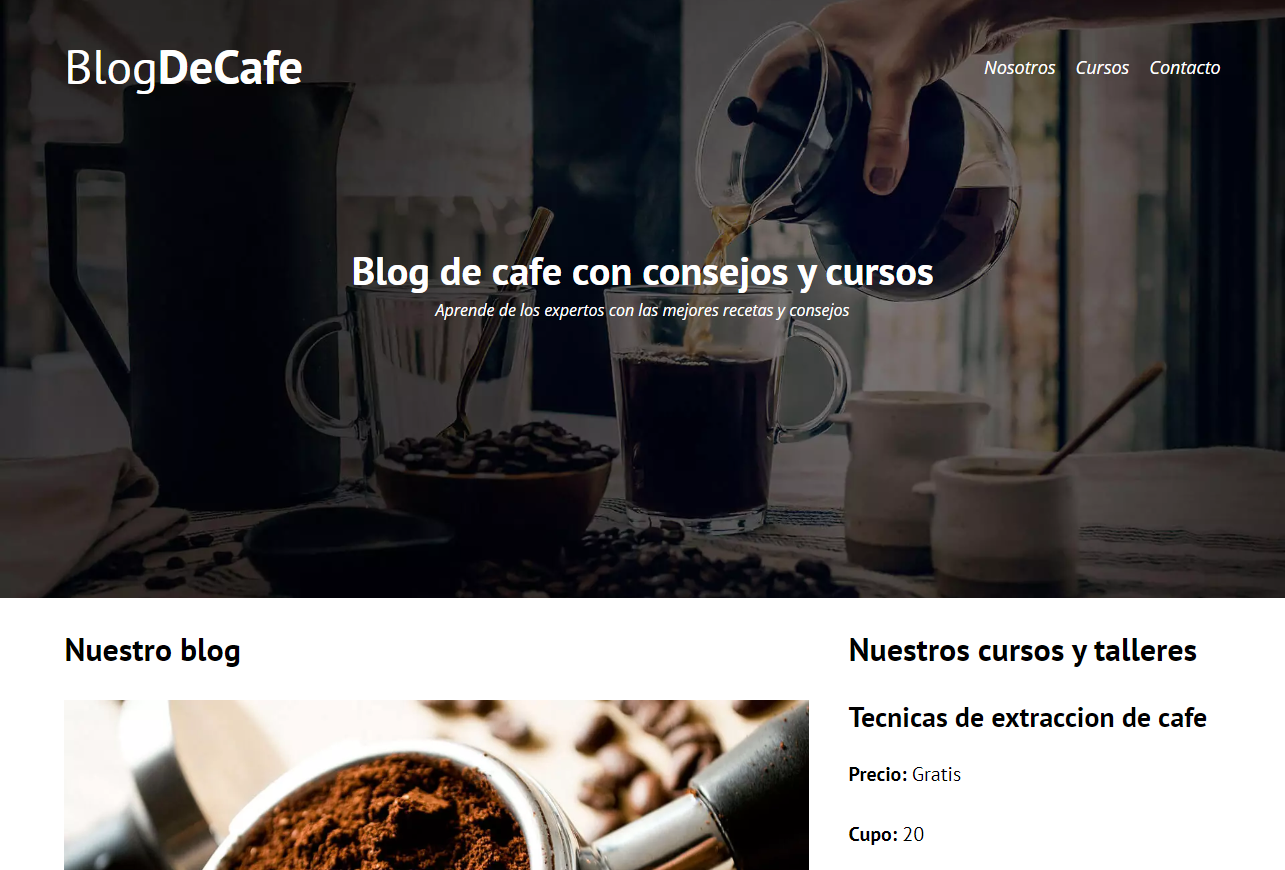 BlogDeCafe
Nosotros Cursos Contacto
Blog de cafe con consejos y cursos
Aprende de los expertos con las mejores recetas y consejos
Nuestro blog
Nuestros cursos y talleres
Tecnicas de extraccion de cafe
Precio: Gratis
Cupo: 20